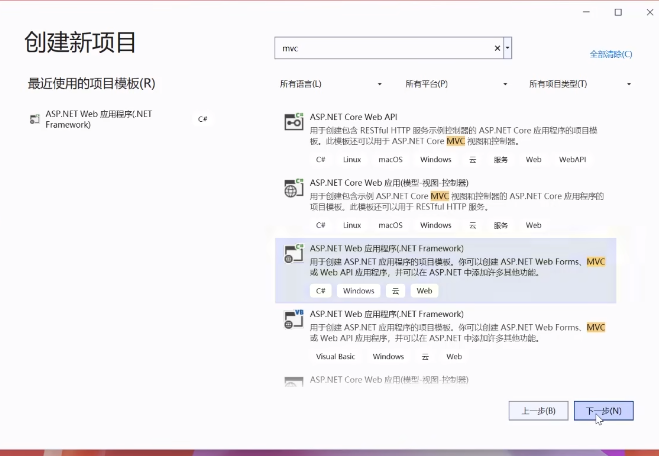 创建新项目
mvc
全部清除(C)
最近使用的项目模板(R)
所有语言(L)
所有平台(P)
所有项目类型(T)
ASP.NET Web 应用程序(.NET
Framework)
C#
ASP.NET Core Web API
用于创建包含 RESTful HTTP 服务示例控制器的 ASP.NET Core 应用程序的项目模
板。此模板还可以用于 ASP.NET Core MVC 视图和控制器。
C# Linux macOS Windows 云 服务 Web WebAPI
ASP.NET Core Web 应用(模型-视图-控制器)
用于创建包含示例 ASP.NET Core MVC 视图和控制器的 ASP.NET Core 应用程序的
项目模板。此模板还可以用于 RESTful HTTP 服务。
C# Linux macOS Windows 云 服务 Web
ASP.NET Web 应用程序(.NET Framework)
用于创建 ASP.NET 应用程序的项目模板。你可以创建 ASP.NET Web Forms、MVC
或 Web API 应用程序，并可以在 ASP.NET 中添加许多其他功能。
C# Windows 云 Web
ASP.NET Web 应用程序(.NET Framework)
用于创建 ASP.NET 应用程序的项目模板。你可以创建 ASP.NET Web Forms、MVC
或 Web API 应用程序，并可以在 ASP.NET 中添加许多其他功能。
Visual Basic Windows 云 Web
ASP.NET Core Web 应用(模型-视图-控制器)
上一步(B)
下一步(N)